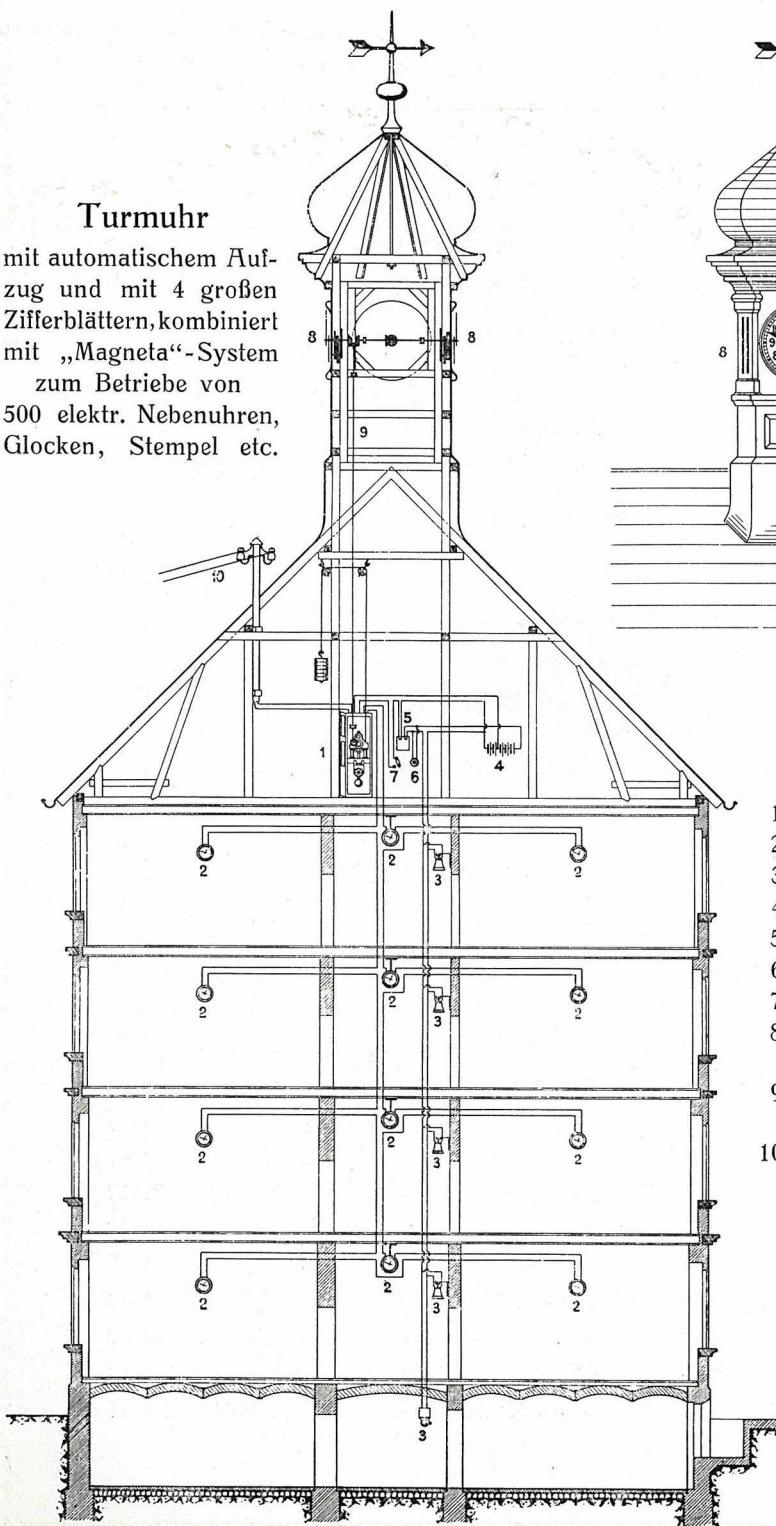 Turmuhr
mit automatischem Auf-
zug und mit 4 großen
Zifferblättern, kombiniert
mit „Magneta“-System
zum Betriebe von
500 elektr. Nebenuhren,
Glocken, Stempel etc.
8 8
8
9
10
5
1 7 6 4
2 2 3 2
2 2 3 2
2 2 3 2
2 2 3 2
3
1
2
3
4
5
6
7
8
9
10